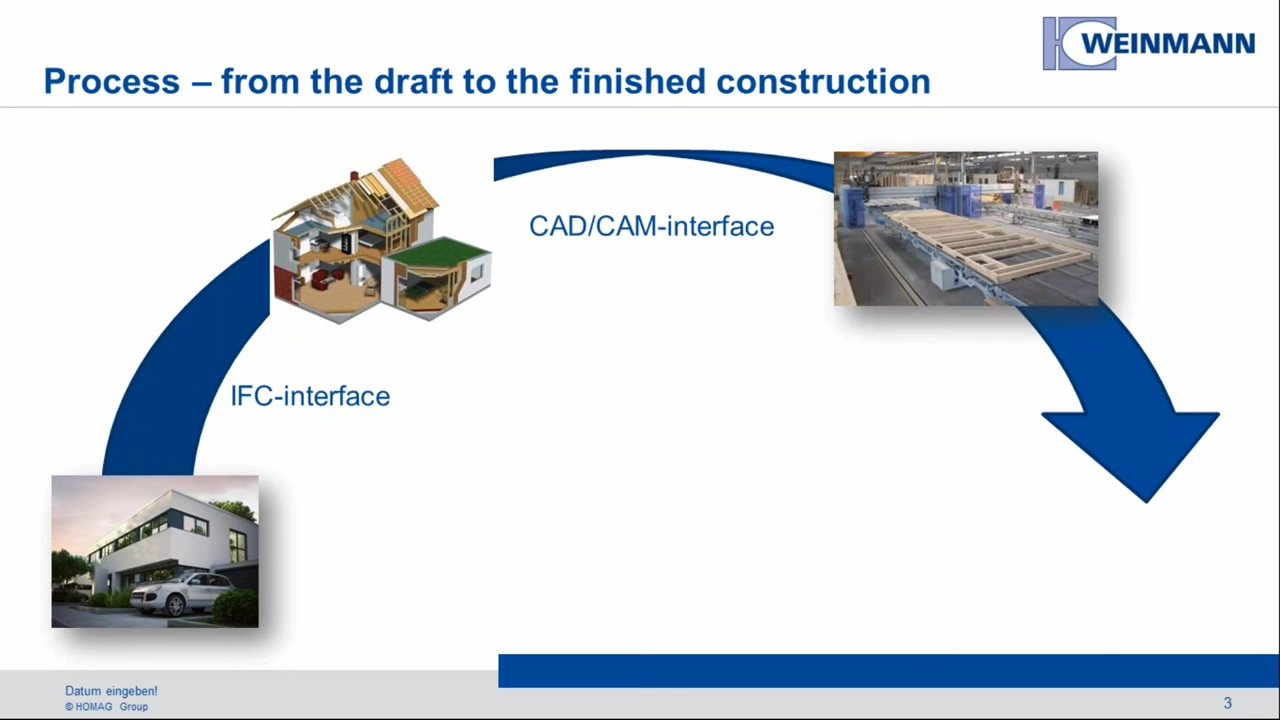 WEINMANN
Process – from the draft to the finished construction
CAD/CAM-interface
IFC-interface
Datum eingeben!
© HOMAG Group
3